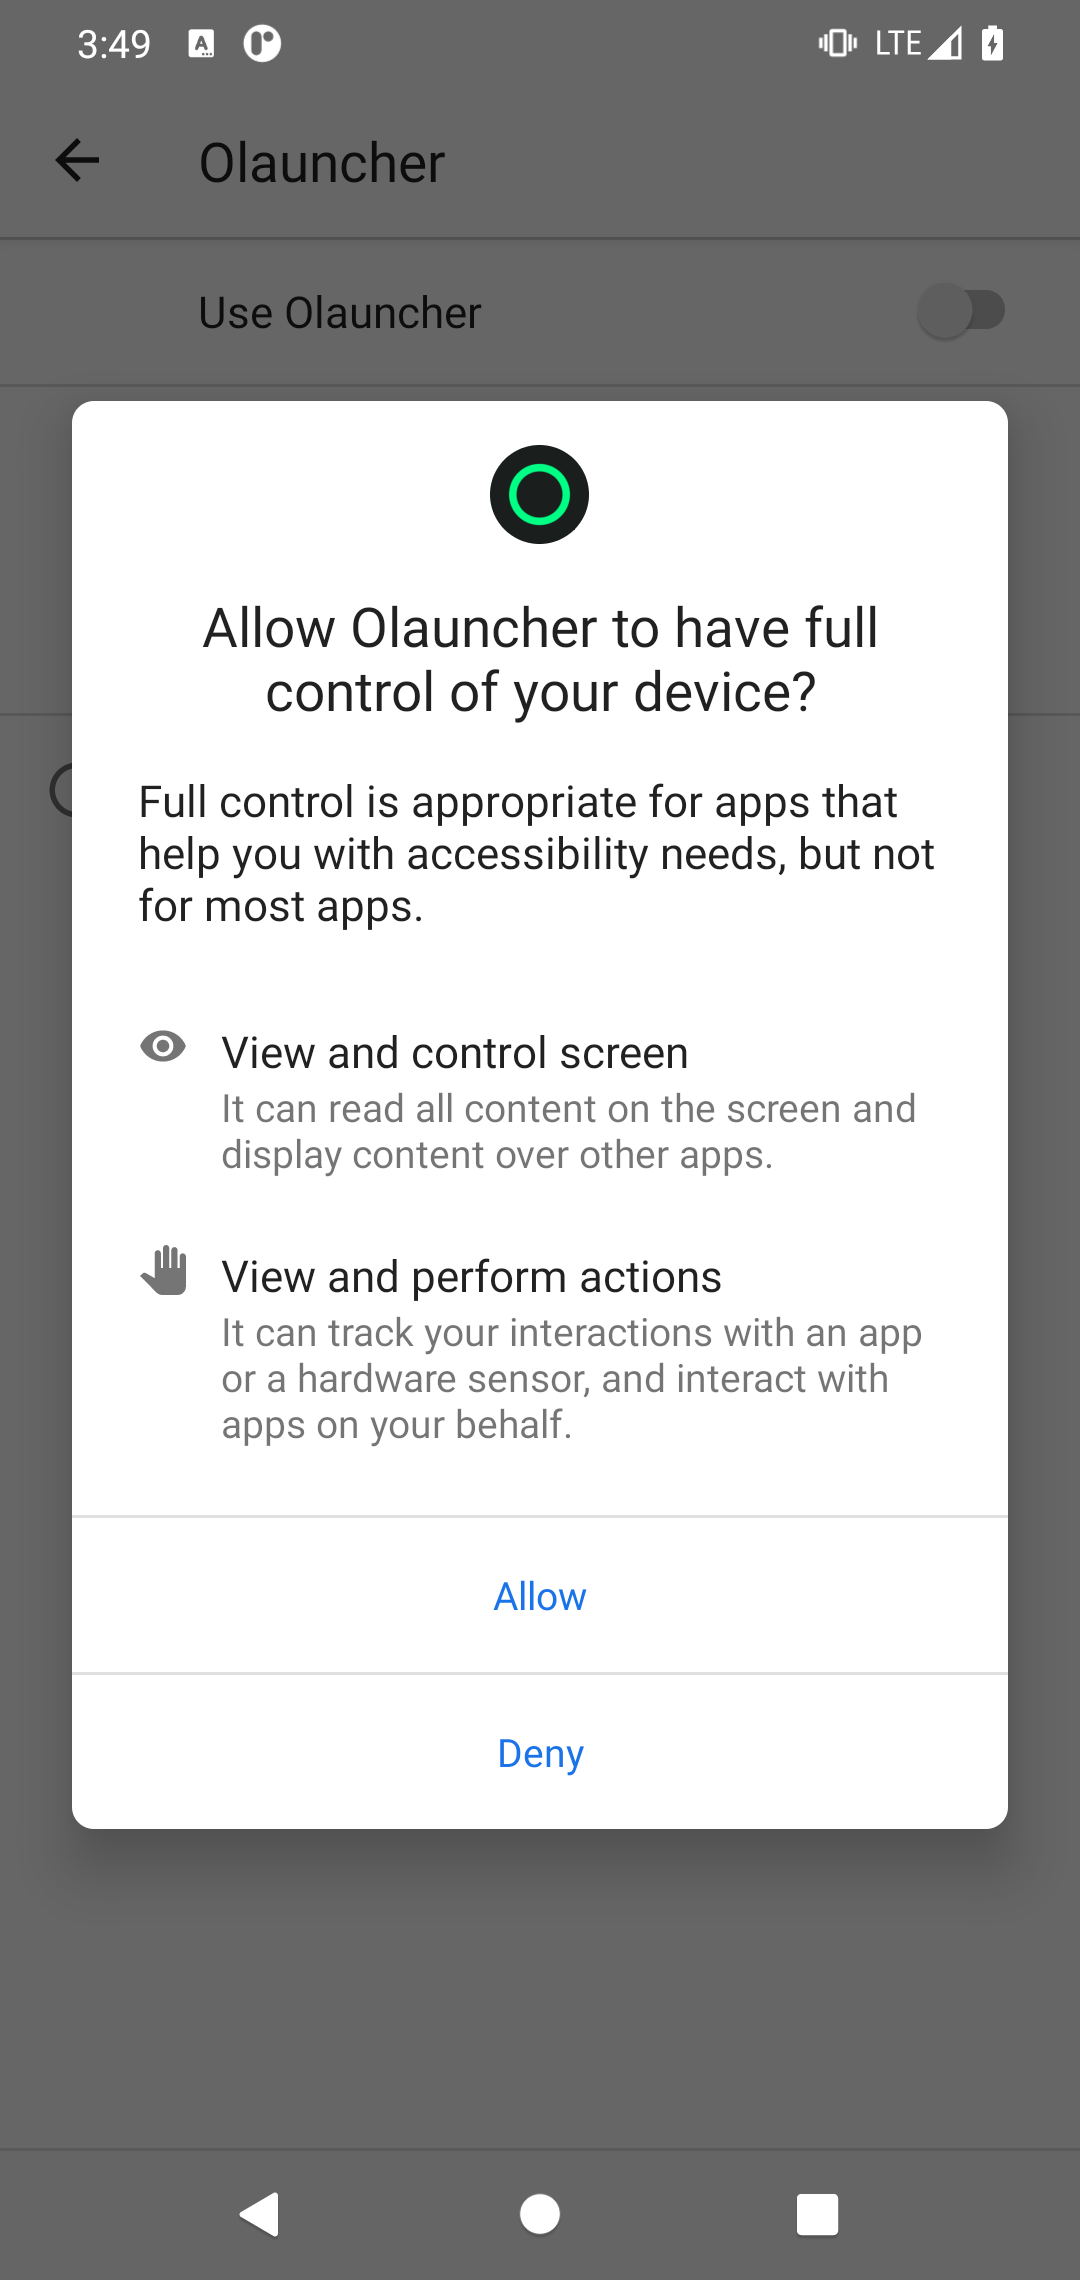 3:49
LTE
Olauncher
Use Olauncher
Allow Olauncher to have full
control of your device?
Full control is appropriate for apps that
help you with accessibility needs, but not
for most apps.
View and control screen
It can read all content on the screen and
display content over other apps.
View and perform actions
It can track your interactions with an app
or a hardware sensor, and interact with
apps on your behalf.
Allow
Deny